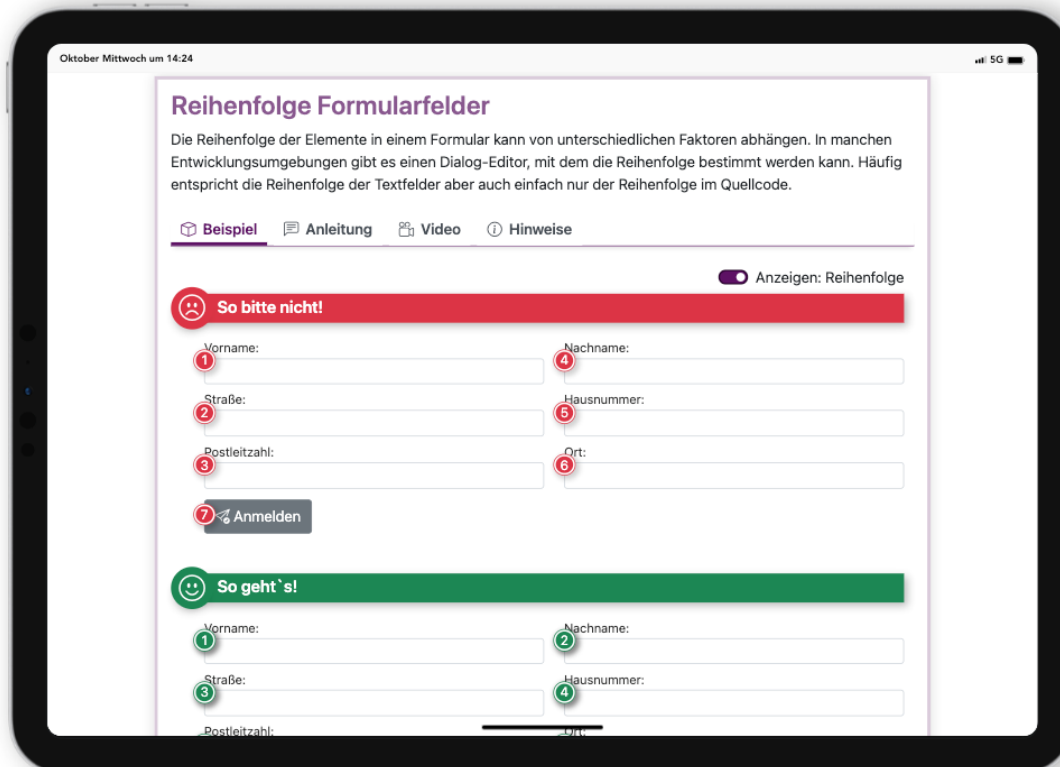 Oktober Mittwoch um 14:24
5G
Reihenfolge Formularfelder
Die Reihenfolge der Elemente in einem Formular kann von unterschiedlichen Faktoren abhängen. In manchen
Entwicklungsumgebungen gibt es einen Dialog-Editor, mit dem die Reihenfolge bestimmt werden kann. Häufig
entspricht die Reihenfolge der Textfelder aber auch einfach nur der Reihenfolge im Quellcode.
Beispiel Anleitung Video Hinweise
Anzeigen: Reihenfolge
So bitte nicht!
Vorname: Nachname:
1 4
Straße: Hausnummer:
2 5
Postleitzahl: Ort:
3 6
7 Anmelden
So geht`s!
Vorname: Nachname:
1 2
Straße: Hausnummer:
3 4
Postleitzahl: Ort: